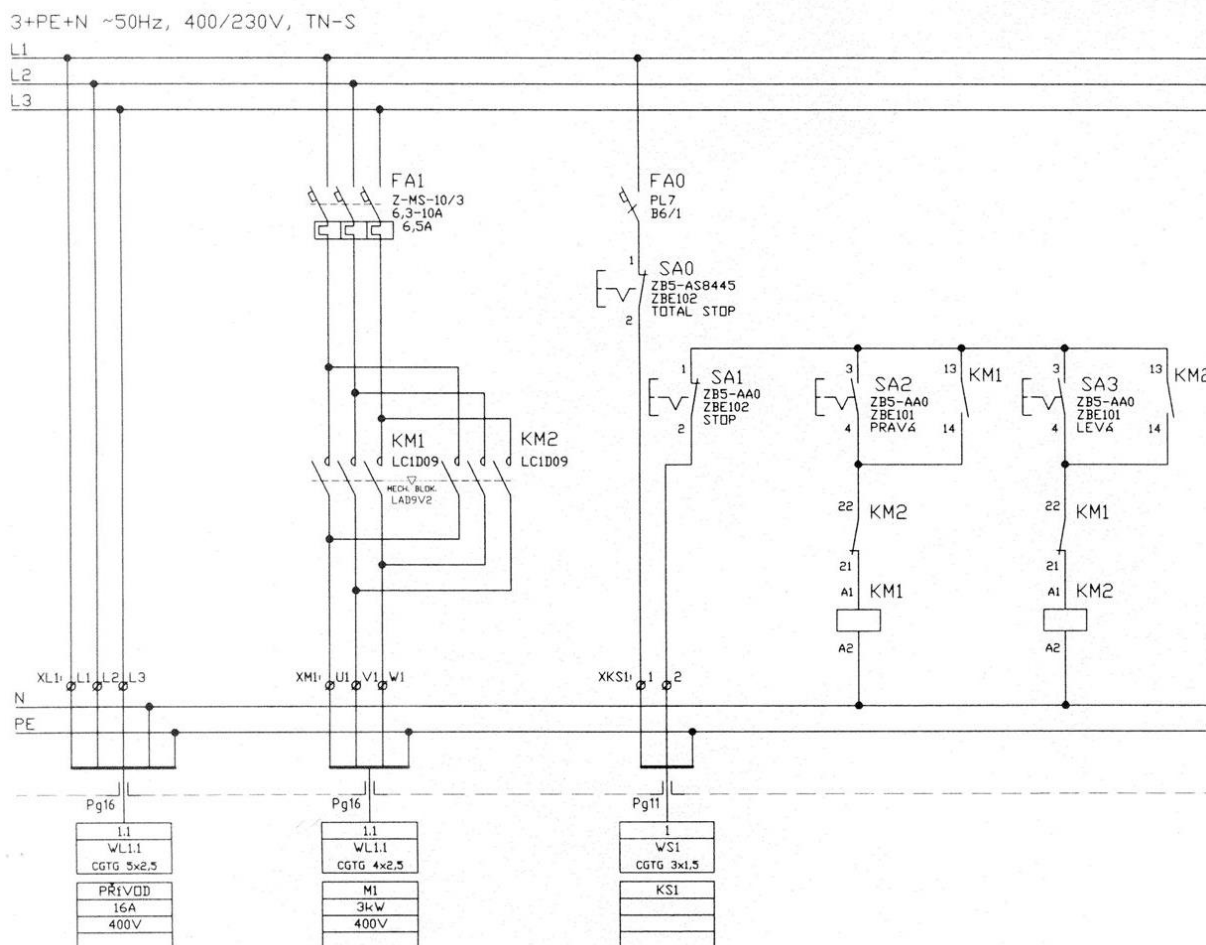 3+PE+N ~50Hz, 400/230V, TN-S
L1
L2
L3
FA1
Z-MS-10/3
6,3-10A
6,5A
FA0
PL7
B6/1
1
SA0
ZB5-AS8445
ZBE102
TOTAL STOP
2
1
SA1
ZB5-AA0
ZBE102
STOP
2
3
SA2
ZB5-AA0
ZBE101
PRAVá
4
13
KM1
14
3
SA3
ZB5-AA0
ZBE101
LEVá
4
13
KM2
14
KM1
LC1D09
KM2
LC1D09
MECH. BLOK.
LAD9V2
22
KM2
21
A1
KM1
A2
22
KM1
21
A1
KM2
A2
XL1: L1 L2 L3
XM1: U1 V1 W1
XKS1: 1 2
N
PE
Pg16
Pg16
Pg11
1.1
WL1.1
CGTG 5x2,5
PŘíVOD
16A
400V
1.1
WL1.1
CGTG 4x2,5
M1
3kW
400V
1
WS1
CGTG 3x1,5
KS1